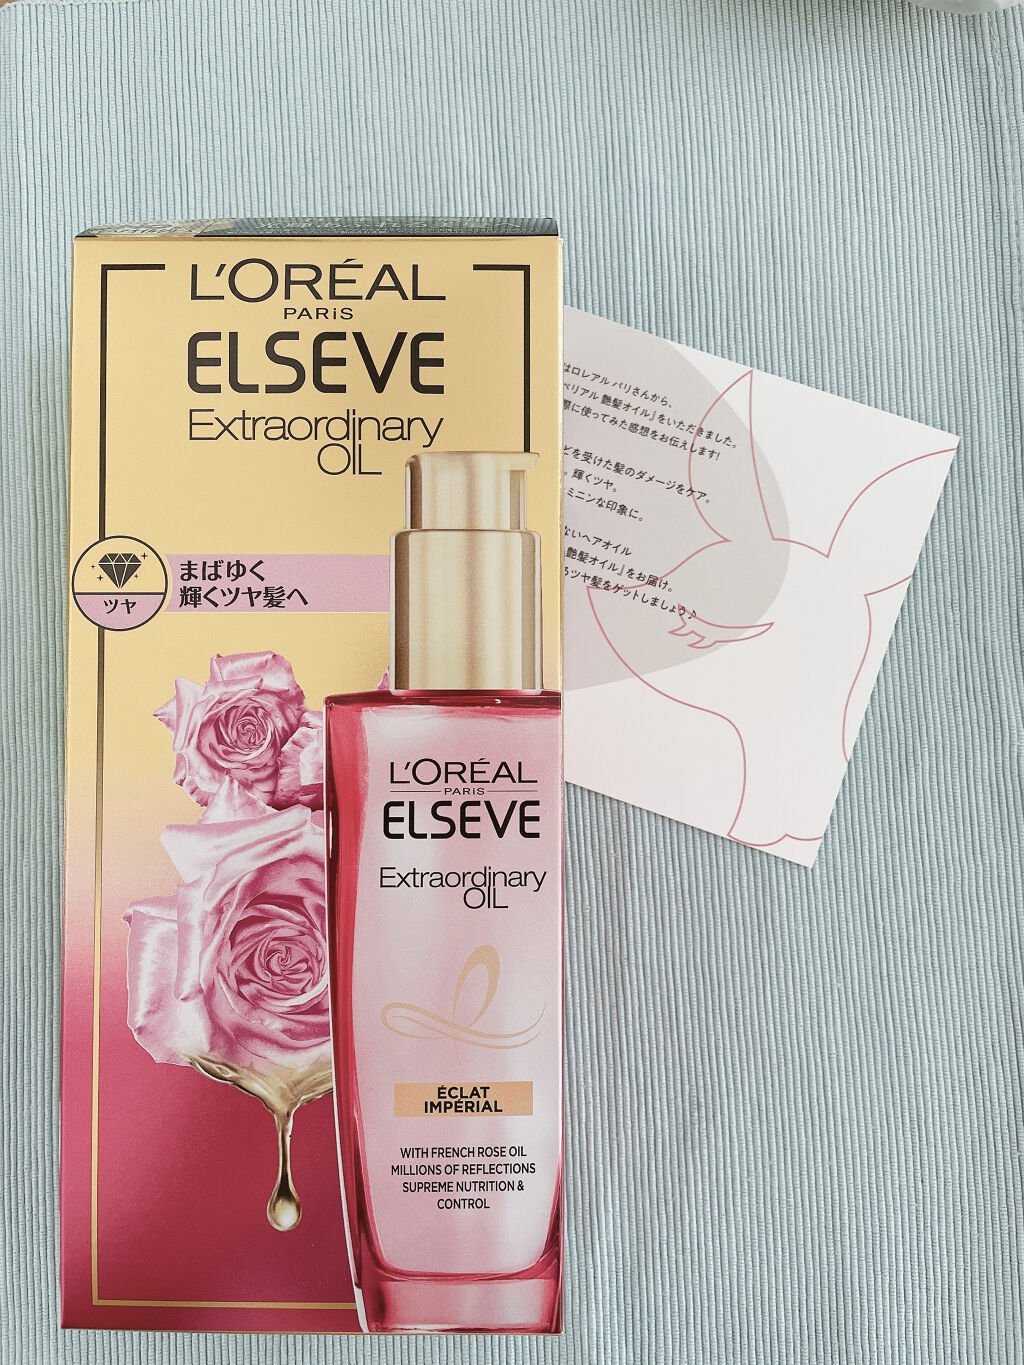 L'ORÉAL
PARiS
ELSEVE
Extraordinary
OIL
ツヤ
まばゆく
輝くツヤ髪へ
L'ORÉAL
PARiS
ELSEVE
Extraordinary
OIL
ÉCLAT
IMPÉRIAL
WITH FRENCH ROSE OIL
MILLIONS OF REFLECTIONS
SUPREME NUTRITION &
CONTROL
はロレアル パリさんから、
ペリアル 艶髪オイル』をいただきました。
際に使ってみた感想をお伝えします!
どを受けた髪のダメージをケア。
。輝くツヤ。
ミニンな印象に。
ないヘアオイル
艶髪オイル』をお届け。
るツヤ髪をゲットしましょう♪